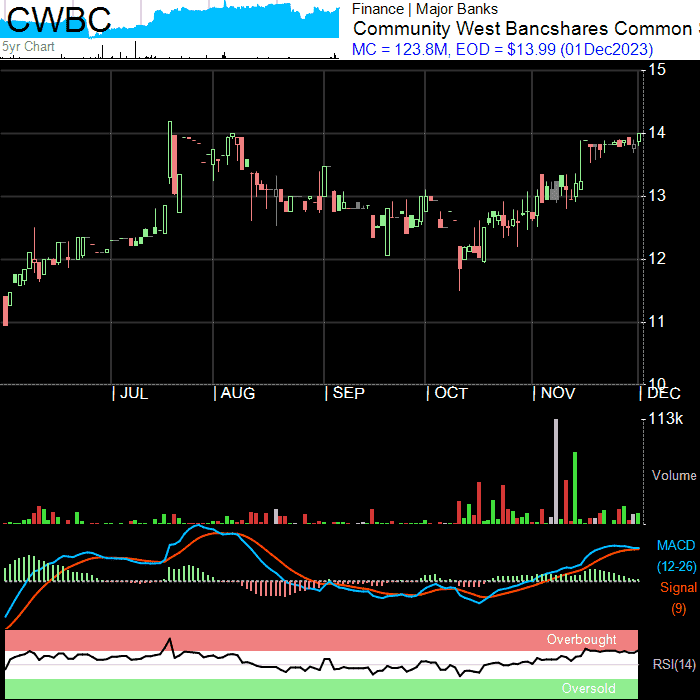 CWBC
5yr Chart
Finance | Major Banks
Community West Bancshares Common
MC = 123.8M, EOD = $13.99 (01Dec2023)
15
14
13
12
11
10
JUL AUG SEP OCT NOV DEC
113k
Volume
MACD
(12-26)
Signal
(9)
Overbought
RSI(14)
Oversold